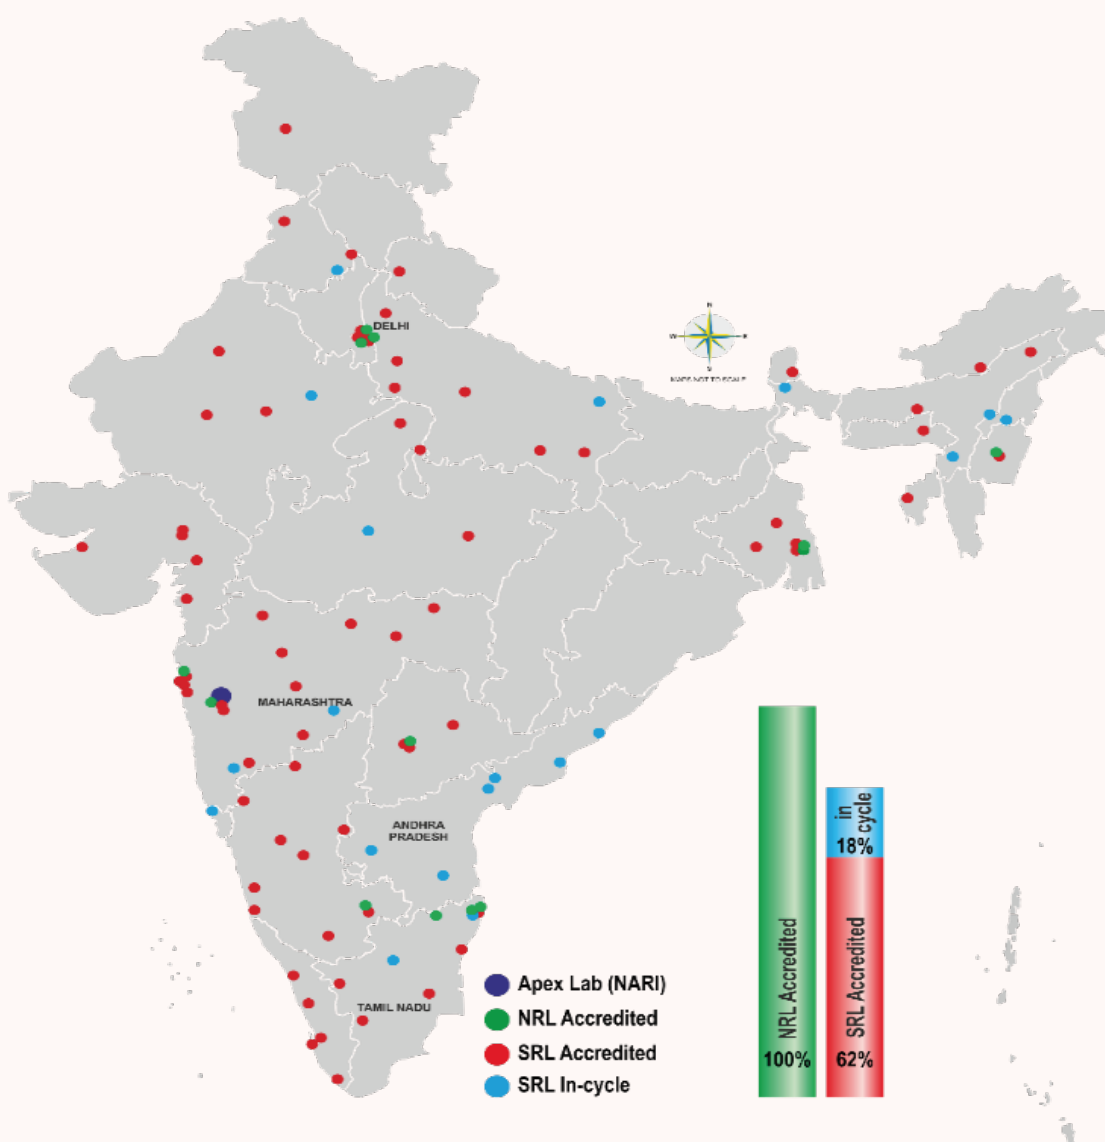 N
W
E
S
MAPS NOT TO SCALE
DELHI
MAHARASHTRA
ANDHRA
PRADESH
TAMIL NADU
Apex Lab (NARI)
NRL Accredited
SRL Accredited
SRL In-cycle
NRL Accredited
100%
in
cycle
18%
SRL Accredited
62%